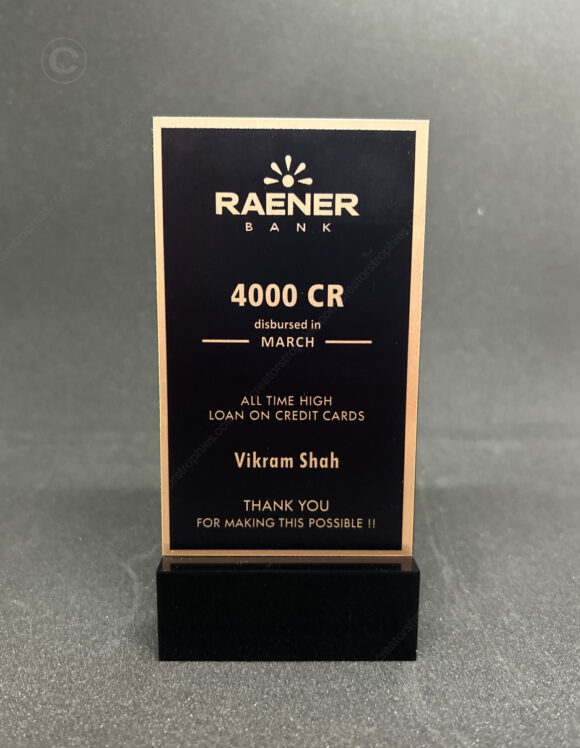 ©
RAENER
BANK
4000 CR
disbursed in
MARCH
ALL TIME HIGH
LOAN ON CREDIT CARDS
Vikram Shah
THANK YOU
FOR MAKING THIS POSSIBLE !!